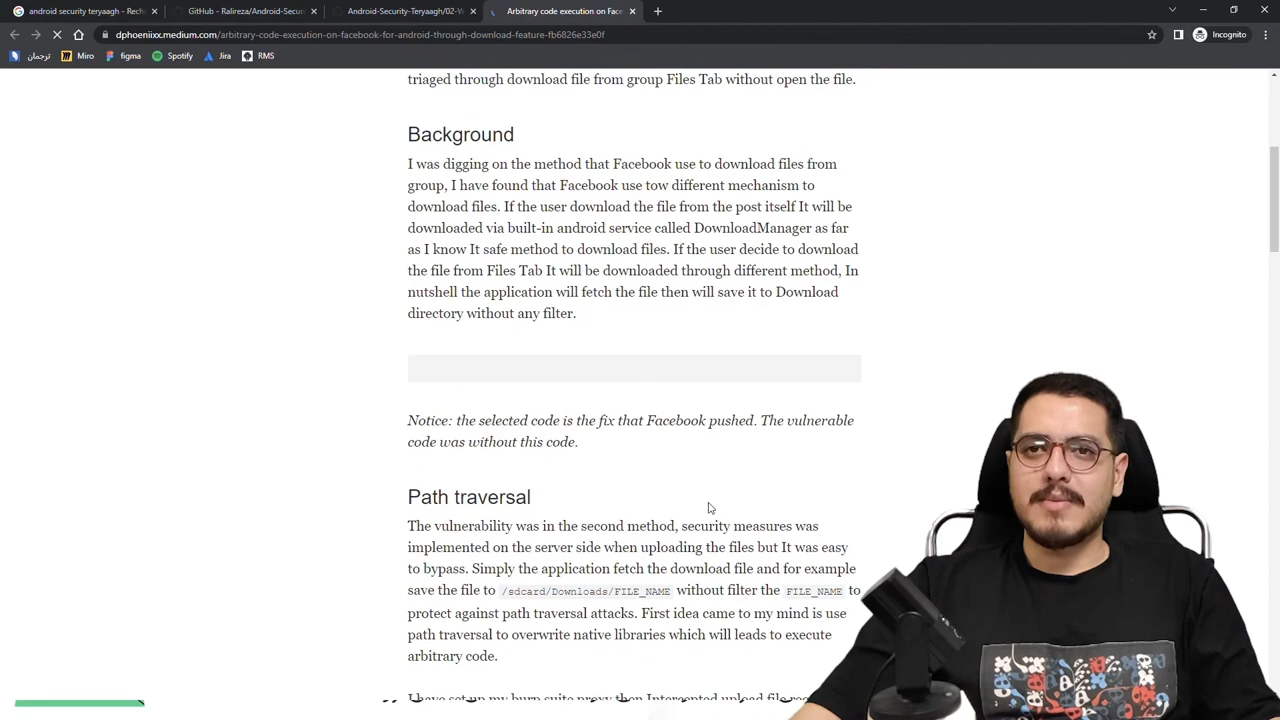 android security teryaagh - Reche
GitHub - Ralireza/Android-Secur
Android-Security-Teryaagh/02-W
Arbitrary code execution on Face
dphoeniixx.medium.com/arbitrary-code-execution-on-facebook-for-android-through-download-feature-fb6826e33e0f
Incognito
ترجمان
Miro
figma
Spotify
Jira
RMS
triaged through download file from group Files Tab without open the file.
Background
I was digging on the method that Facebook use to download files from
group, I have found that Facebook use tow different mechanism to
download files. If the user download the file from the post itself It will be
downloaded via built-in android service called DownloadManager as far
as I know It safe method to download files. If the user decide to download
the file from Files Tab It will be downloaded through different method, In
nutshell the application will fetch the file then will save it to Download
directory without any filter.
Notice: the selected code is the fix that Facebook pushed. The vulnerable
code was without this code.
Path traversal
The vulnerability was in the second method, security measures was
implemented on the server side when uploading the files but It was easy
to bypass. Simply the application fetch the download file and for example
save the file to /sdcard/Downloads/FILE_NAME without filter the FILE_NAME to
protect against path traversal attacks. First idea came to my mind is use
path traversal to overwrite native libraries which will leads to execute
arbitrary code.
I have set up my burp suite proxy then Intercepted upload file